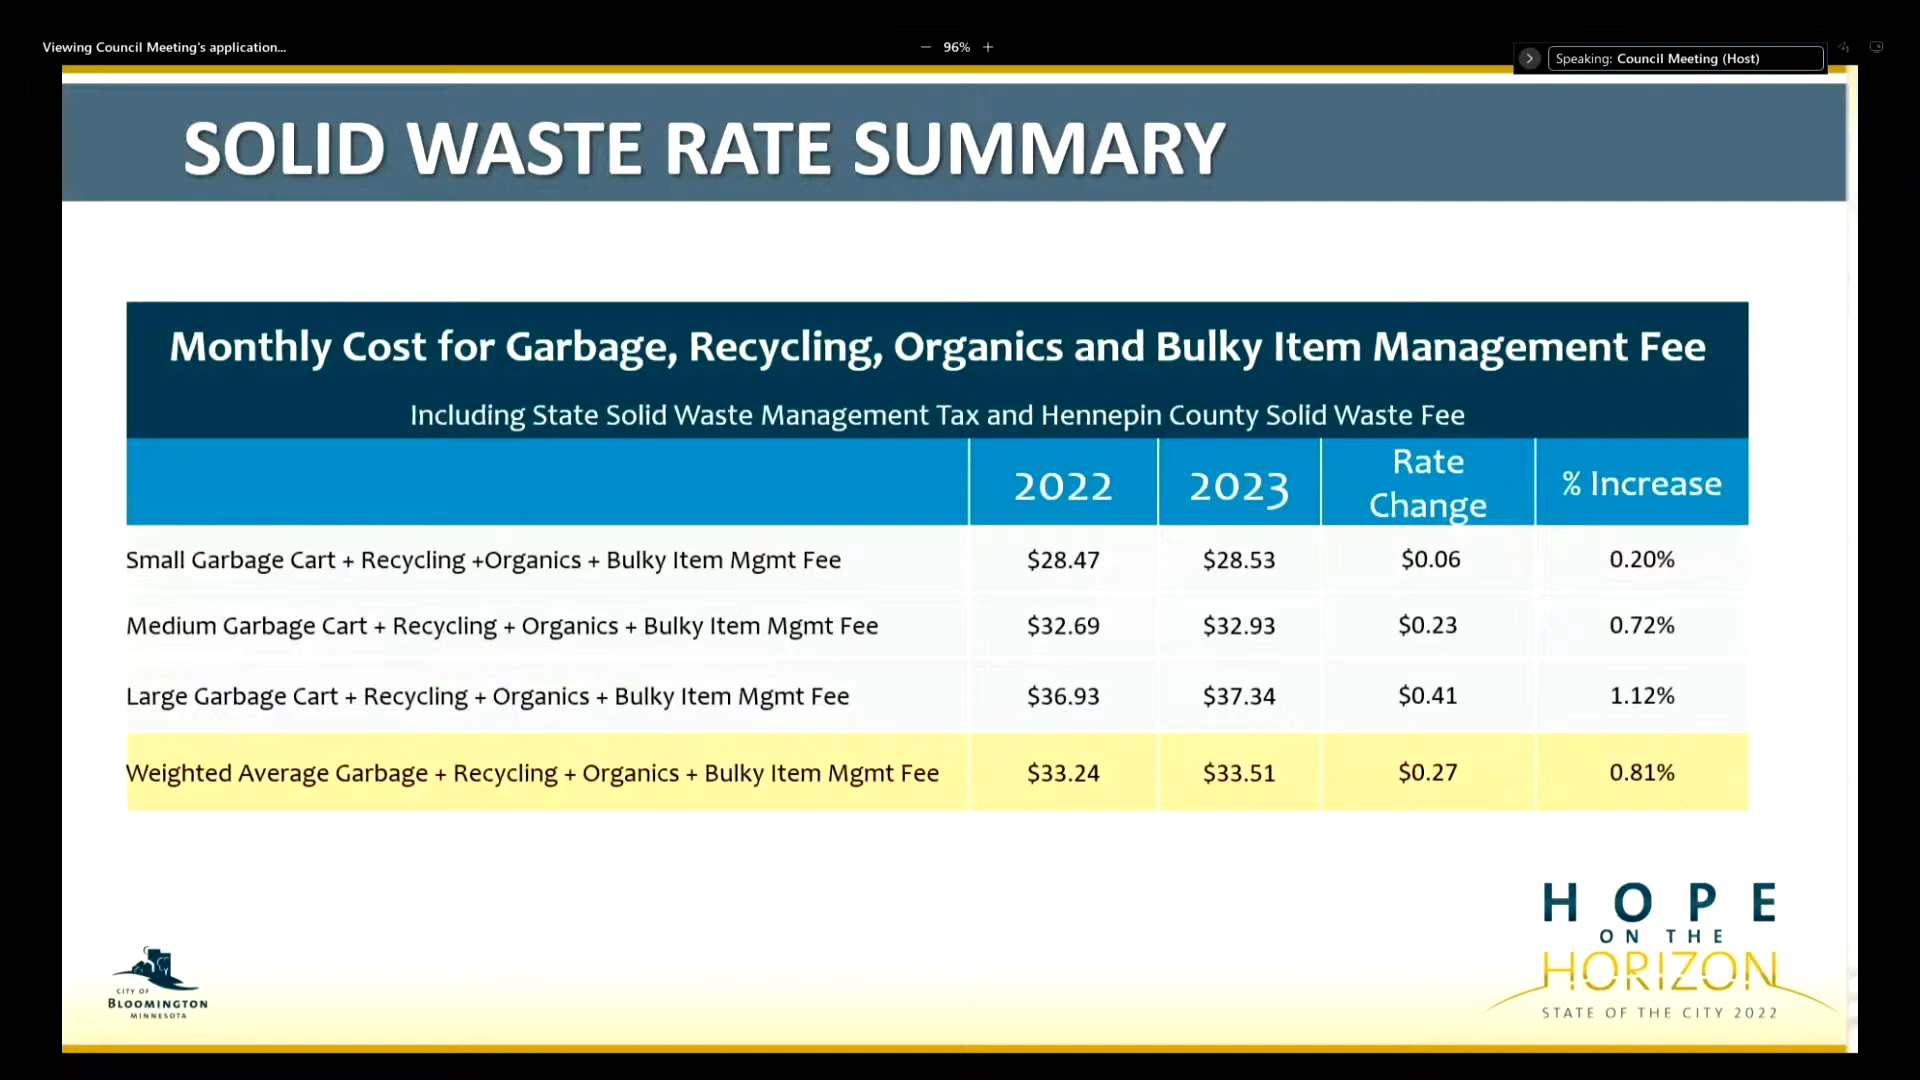 Viewing Council Meeting's application...
96%
Speaking: Council Meeting (Host)
SOLID WASTE RATE SUMMARY
Monthly Cost for Garbage, Recycling, Organics and Bulky Item Management Fee
Including State Solid Waste Management Tax and Hennepin County Solid Waste Fee
2022 2023 Rate Change % Increase
Small Garbage Cart + Recycling +Organics + Bulky Item Mgmt Fee $28.47 $28.53 $0.06 0.20%
Medium Garbage Cart + Recycling + Organics + Bulky Item Mgmt Fee $32.69 $32.93 $0.23 0.72%
Large Garbage Cart + Recycling + Organics + Bulky Item Mgmt Fee $36.93 $37.34 $0.41 1.12%
Weighted Average Garbage + Recycling + Organics + Bulky Item Mgmt Fee $33.24 $33.51 $0.27 0.81%
CITY OF
BLOOMINGTON
MINNESOTA
HOPE
ON THE
HORIZON
STATE OF THE CITY 2022